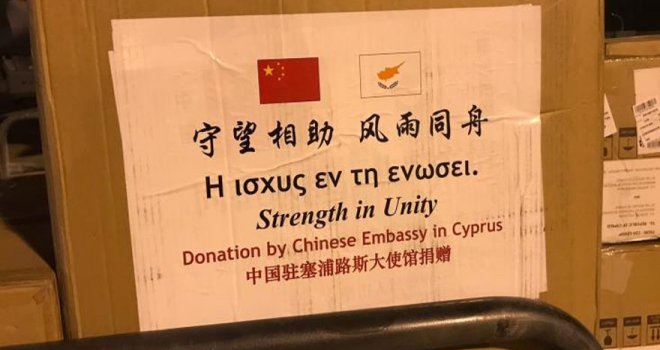 守望相助 风雨同舟
Η ισχυς εν τη ενωσει.
Strength in Unity
Donation by Chinese Embassy in Cyprus
中国驻塞浦路斯大使馆捐赠